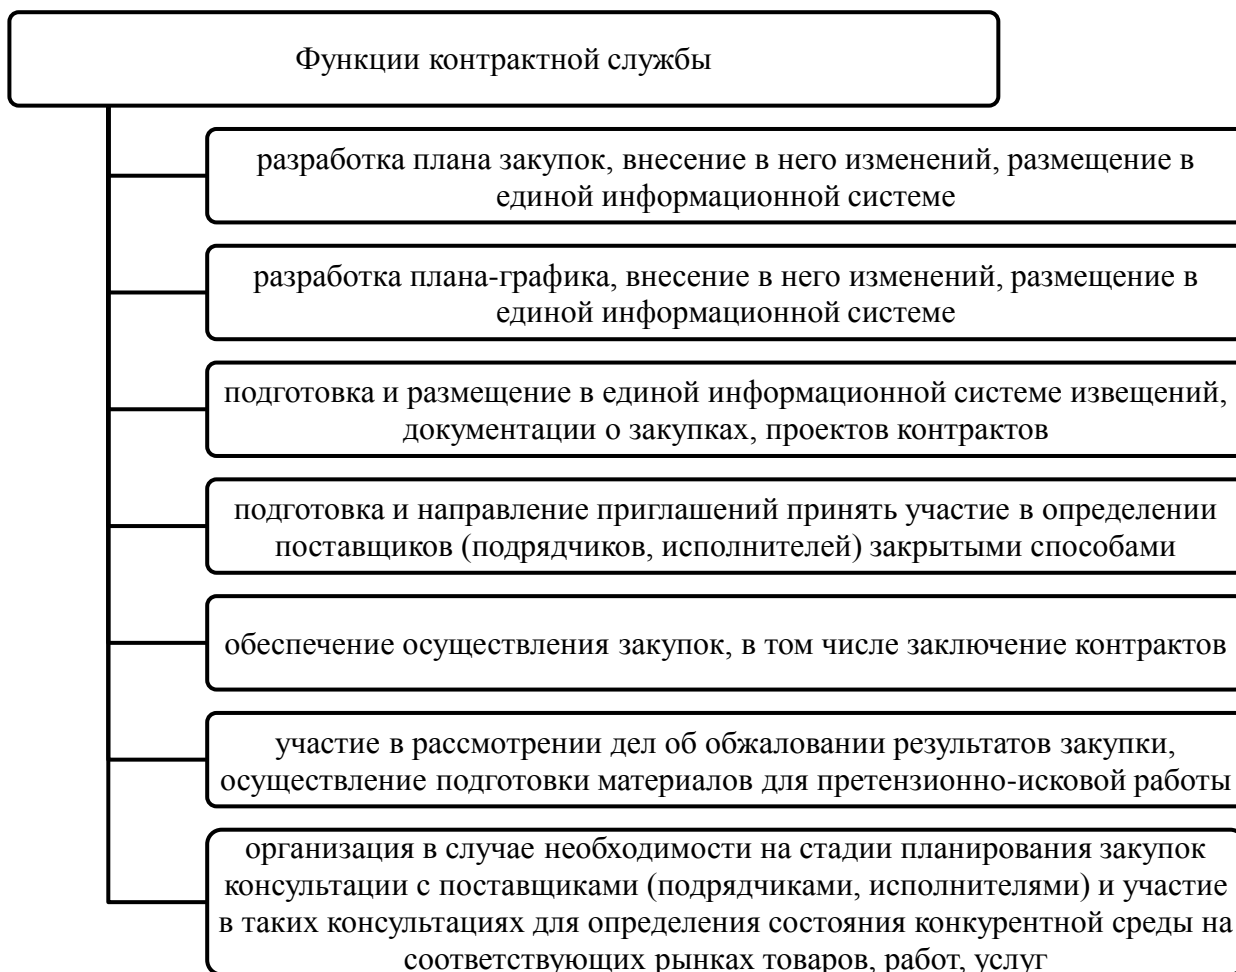 Функции контрактной службы
разработка плана закупок, внесение в него изменений, размещение в
единой информационной системе
разработка плана-графика, внесение в него изменений, размещение в
единой информационной системе
подготовка и размещение в единой информационной системе извещений,
документации о закупках, проектов контрактов
подготовка и направление приглашений принять участие в определении
поставщиков (подрядчиков, исполнителей) закрытыми способами
обеспечение осуществления закупок, в том числе заключение контрактов
участие в рассмотрении дел об обжаловании результатов закупки,
осуществление подготовки материалов для претензионно-исковой работы
организация в случае необходимости на стадии планирования закупок
консультации с поставщиками (подрядчиками, исполнителями) и участие
в таких консультациях для определения состояния конкурентной среды на
соответствующих рынках товаров, работ, услуг